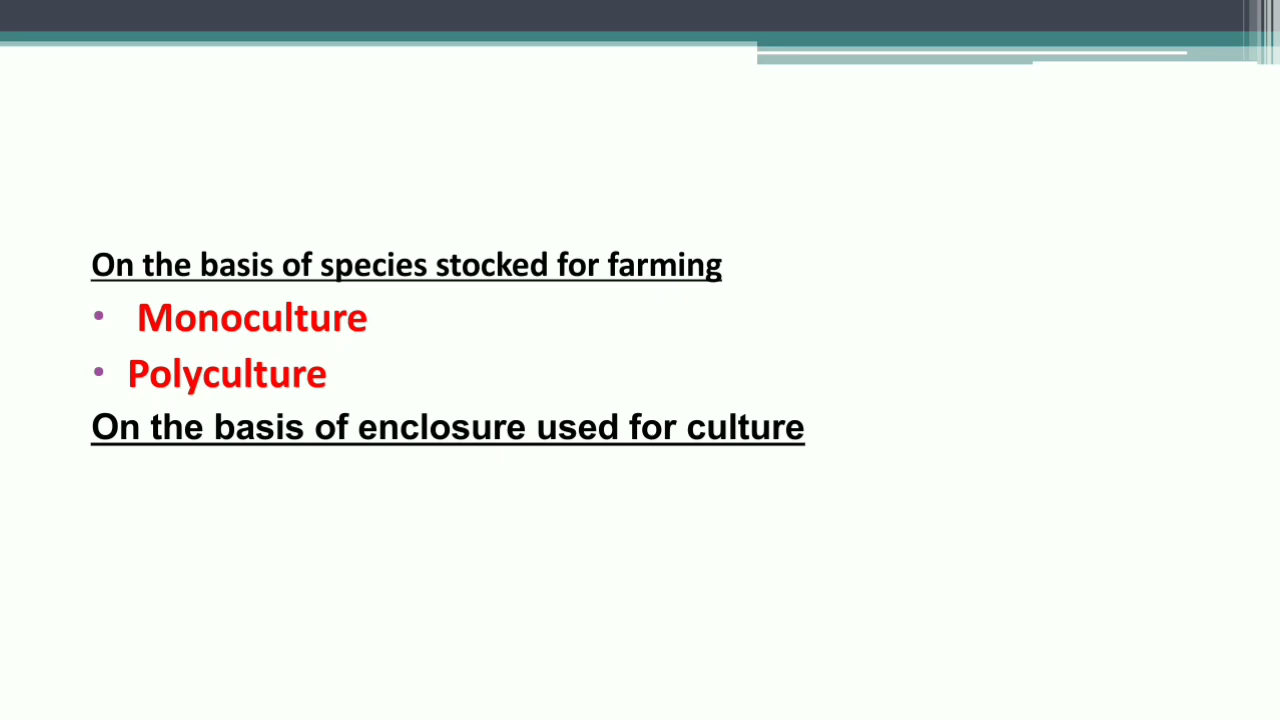 On the basis of species stocked for farming
• Monoculture
• Polyculture
On the basis of enclosure used for culture